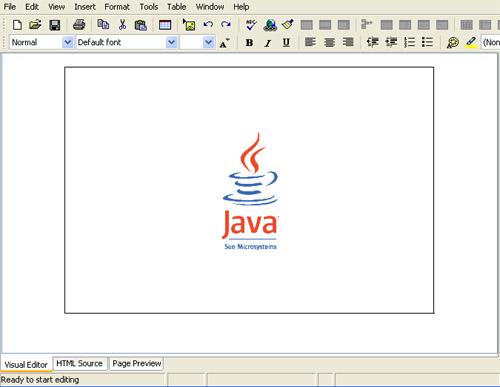 File Edit View Insert Format Tools Table Window Help
Normal Default font B I U (Non
Java
Sun Microsystems
Visual Editor HTML Source Page Preview
Ready to start editing